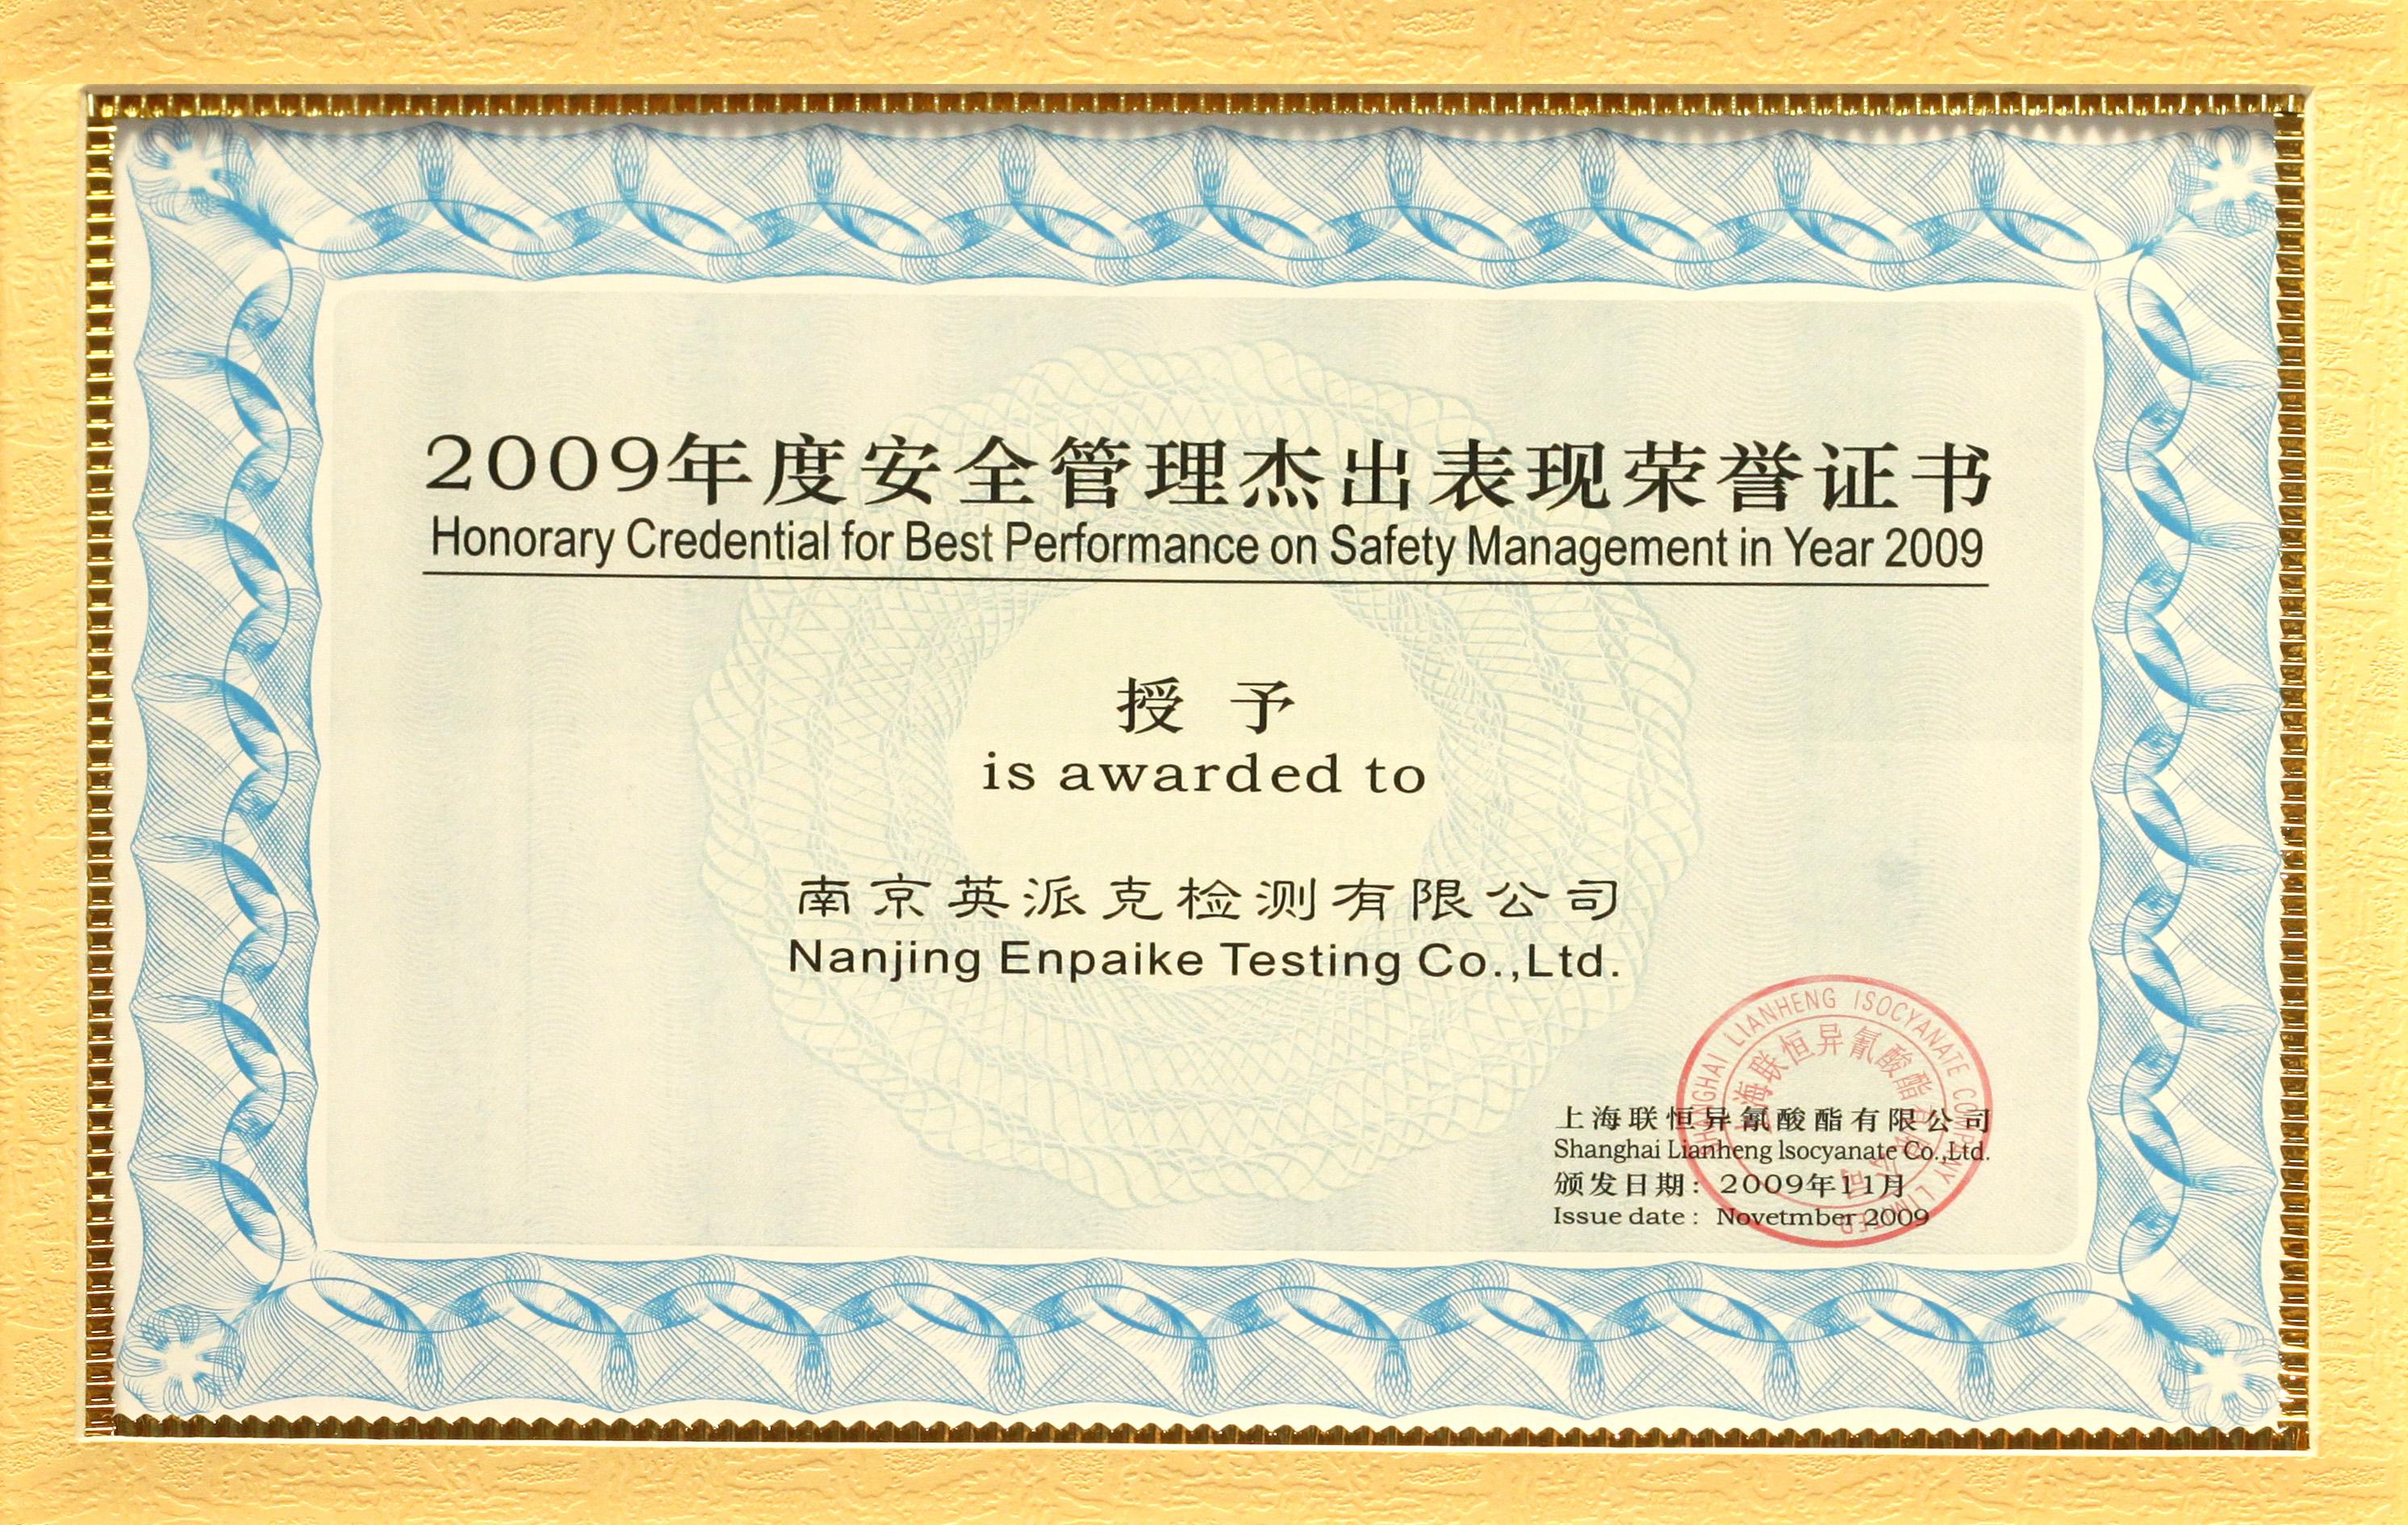 2009年度安全管理杰出表现荣誉证书
Honorary Credential for Best Performance on Safety Management in Year 2009
授 予
is awarded to
南京英派克检测有限公司
Nanjing Enpaike Testing Co.,Ltd.
上海联恒异氰酸酯有限公司
Shanghai Lianheng Isocyanate Co.,Ltd.
颁发日期：2009年11月
Issue date： Novetmber 2009
SHANGHAI LIANHENG ISOCYANATE COMPANY LIMITED
上海联恒异氰酸酯有限公司